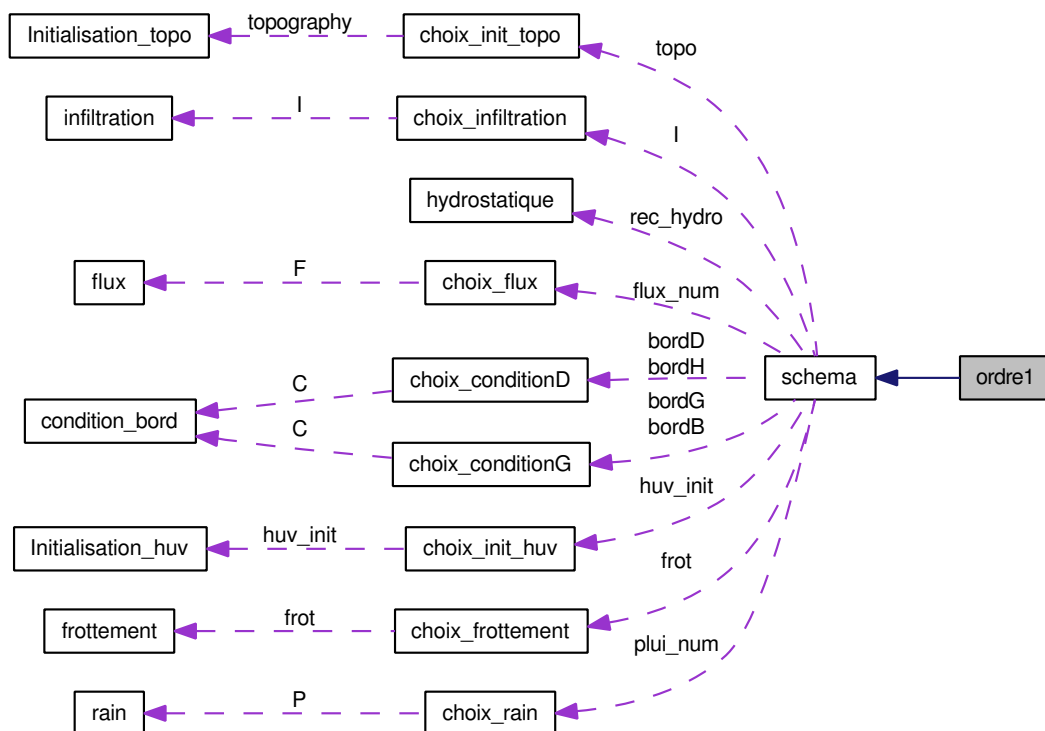 Initialisation_topo
topography
choix_init_topo
topo
infiltration
I
choix_infiltration
I
hydrostatique
rec_hydro
flux
F
choix_flux
flux_num
bordD
bordH
choix_conditionD
C
condition_bord
C
choix_conditionG
bordG
bordB
schema
ordre1
huv_init
Initialisation_huv
huv_init
choix_init_huv
frot
frottement
frot
choix_frottement
plui_num
rain
P
choix_rain